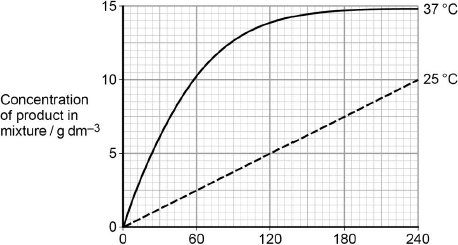 15
37 °C
10
25 °C
Concentration
of product in
mixture / g dm–3
5
0
0 60 120 180 240